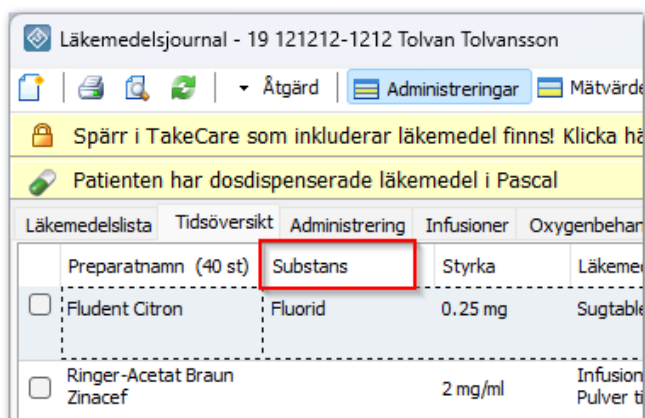 Läkemedelsjournal - 19 121212-1212 Tolvan Tolvansson
Åtgärd Administreringar Mätvärde
Spärr i TakeCare som inkluderar läkemedel finns! Klicka hä
Patienten har dosdispenserade läkemedel i Pascal
Läkemedelslista Tidsöversikt Administrering Infusioner Oxygenbehan
Preparatnamn (40 st) Substans Styrka Läkeme
Fludent Citron Fluorid 0.25 mg Sugtable
Ringer-Acetat Braun Infusion
Zinacef 2 mg/ml Pulver ti